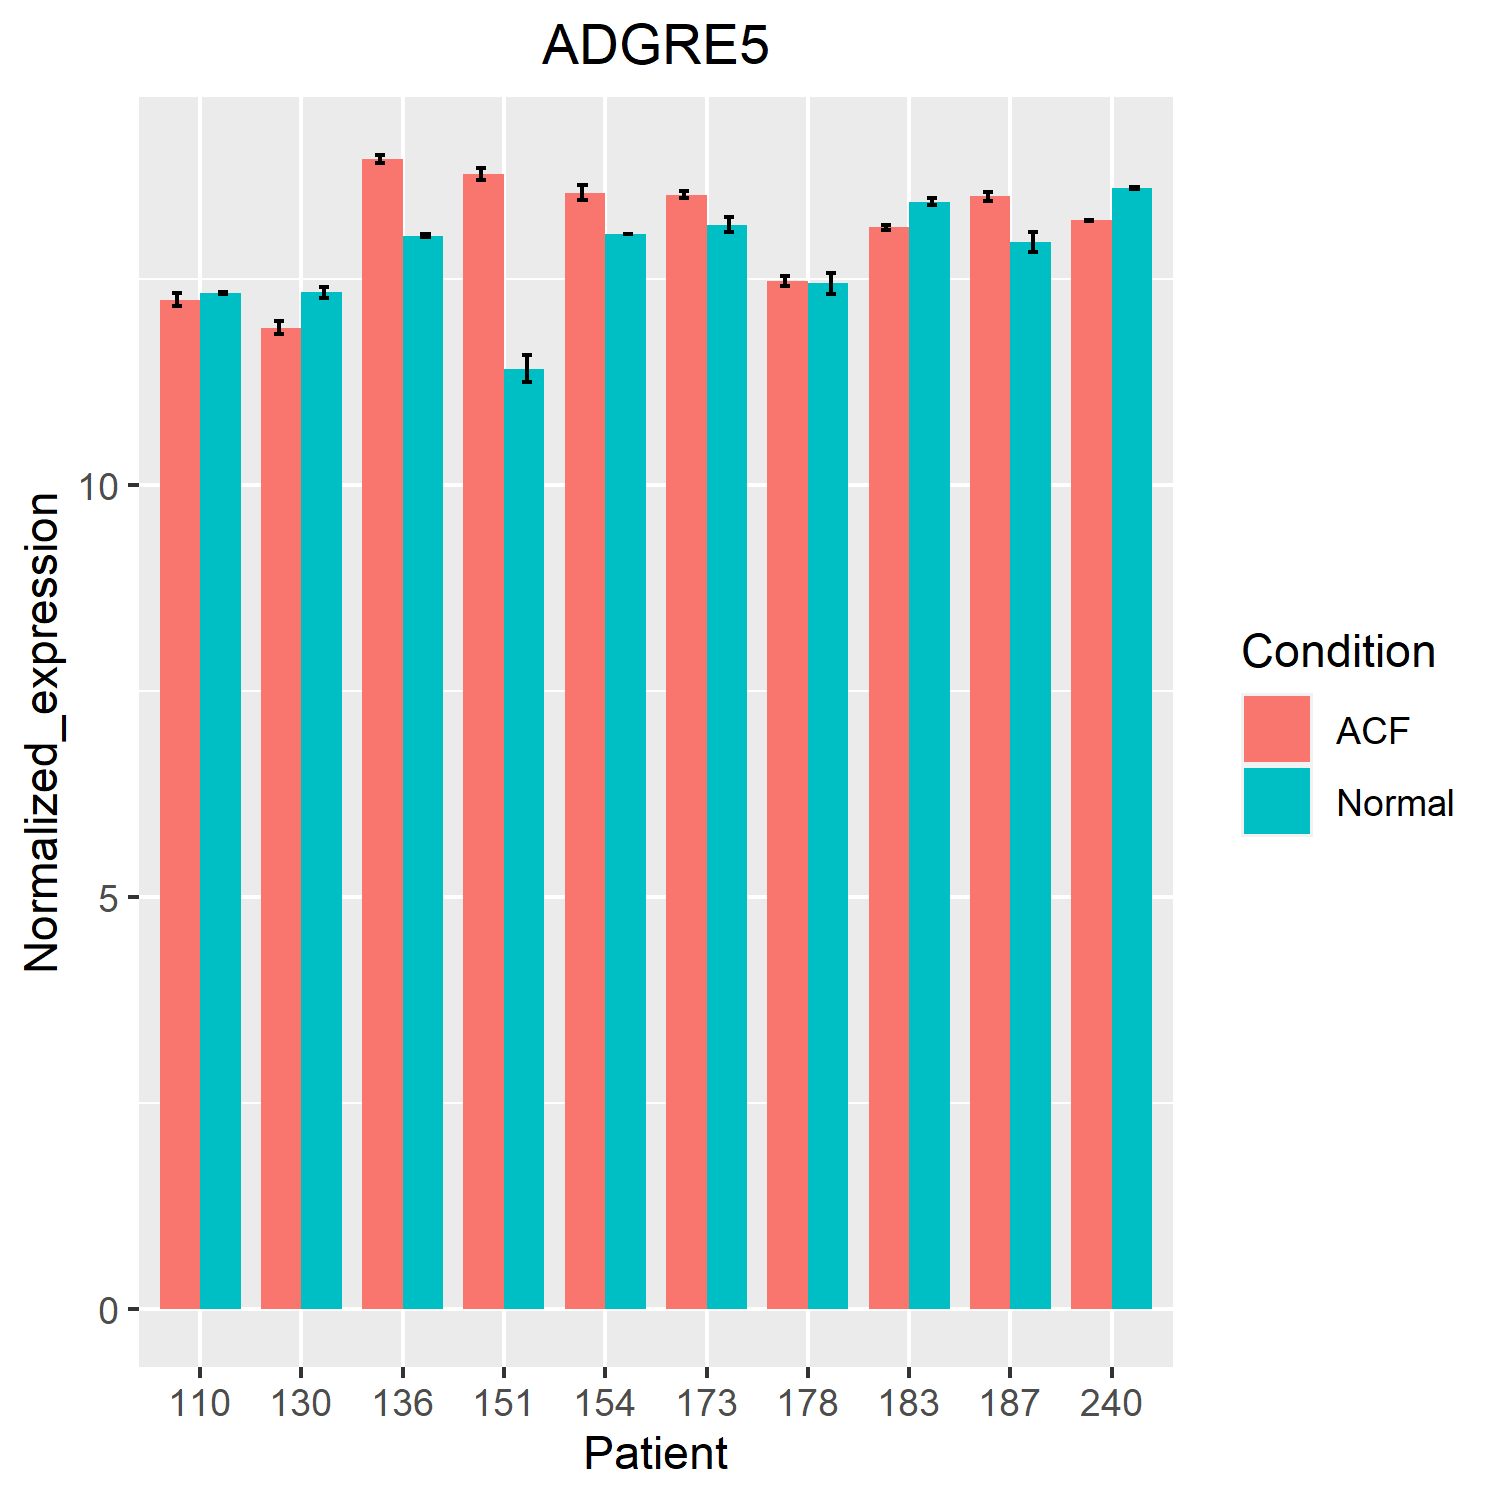 ADGRE5
Normalized_expression
10
5
0
110 130 136 151 154 173 178 183 187 240
Patient
Condition
ACF
Normal